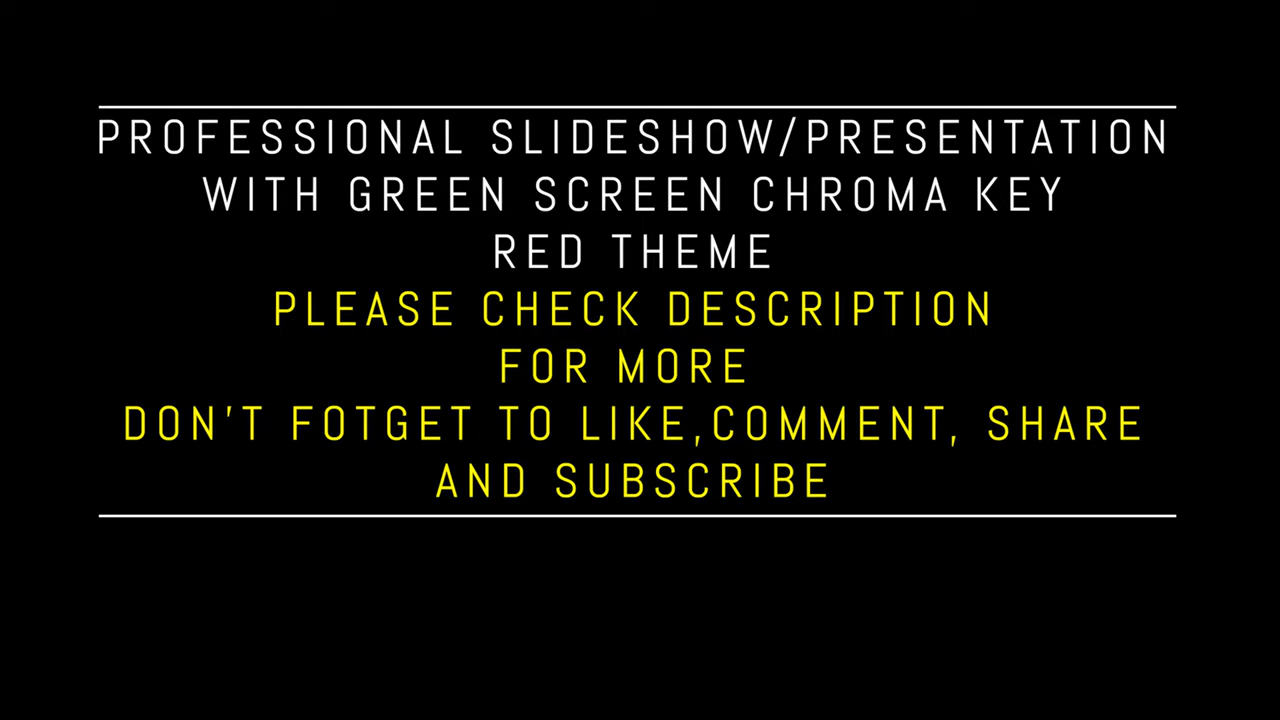 PROFESSIONAL SLIDESHOW/PRESENTATION
WITH GREEN SCREEN CHROMA KEY
RED THEME
PLEASE CHECK DESCRIPTION
FOR MORE
DON'T FOTGET TO LIKE,COMMENT, SHARE
AND SUBSCRIBE